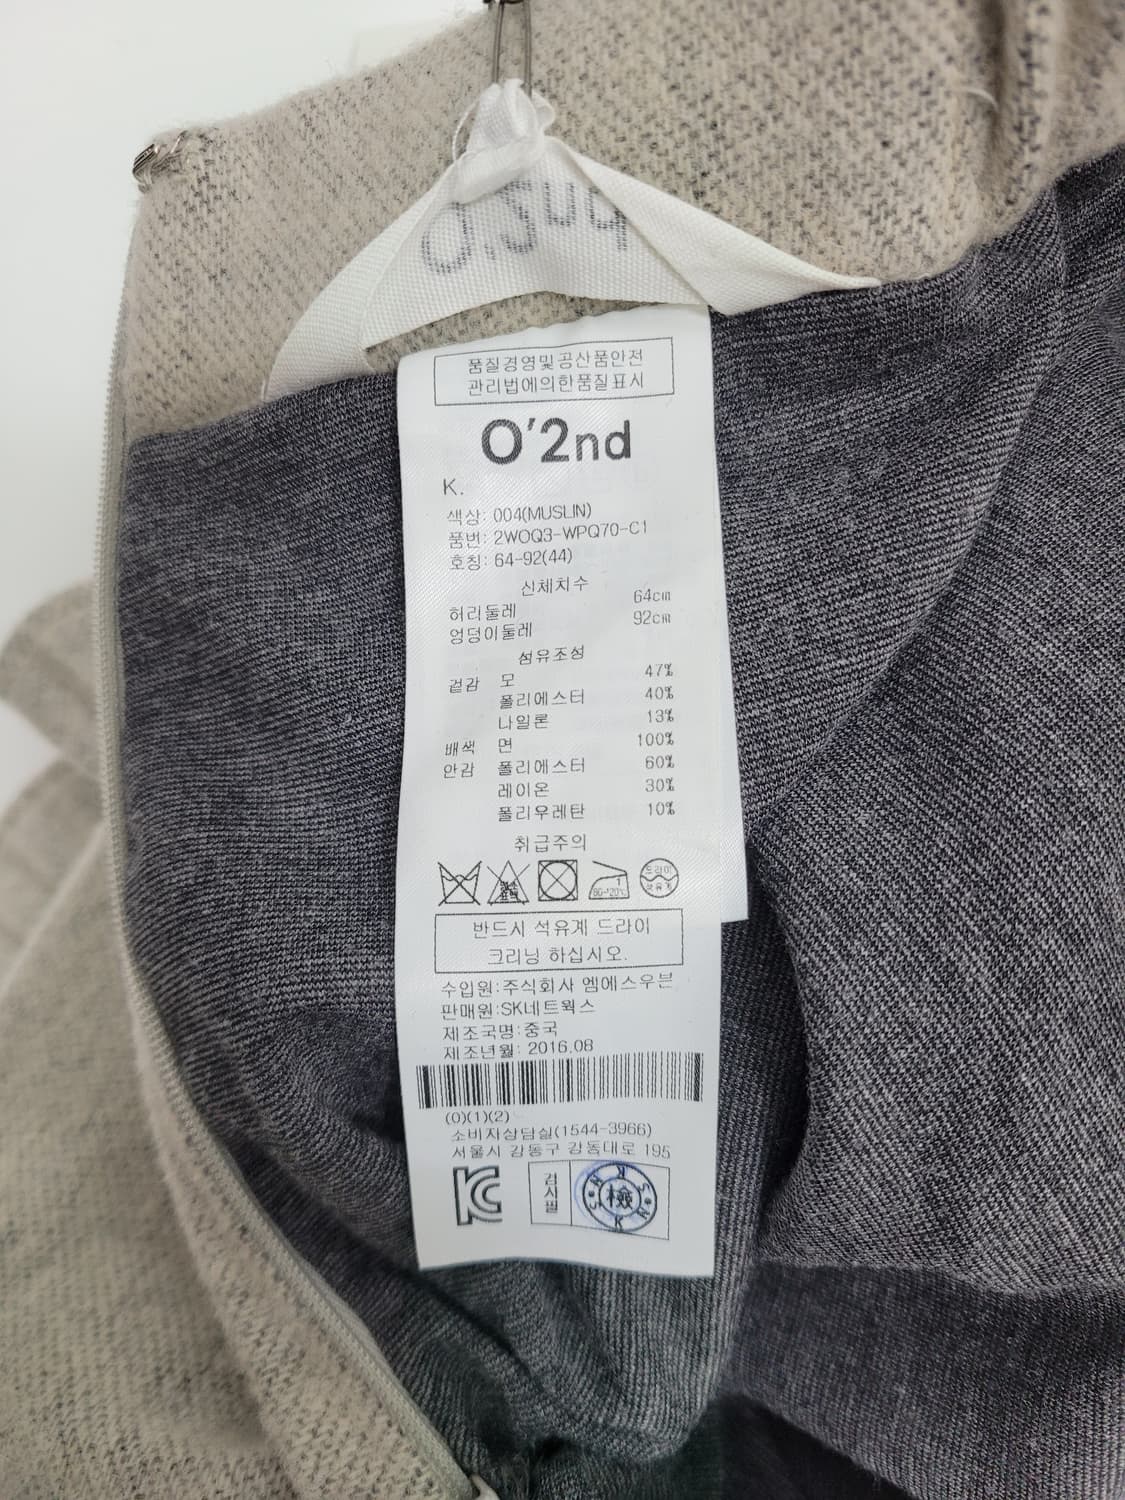 O'2nd
품질경영및공산품안전
관리법에의한품질표시
O'2nd
K.
색상: 004(MUSLIN)
품번: 2WOQ3-WPQ70-C1
호칭: 64-92(44)
신체치수
허리둘레 64cm
엉덩이둘레 92cm
섬유조성
겉감 모 47%
폴리에스터 40%
나일론 13%
배색 면 100%
안감 폴리에스터 60%
레이온 30%
폴리우레탄 10%
취급주의
드라이
반드시 석유계 드라이
크리닝 하십시오.
수입원:주식회사 엠에스우븐
판매원:SK네트웍스
제조국명:중국
제조년월: 2016.08
(0)(1)(2)
소비자상담실(1544-3966)
서울시 강동구 강동대로 195
KC
검사필 檢